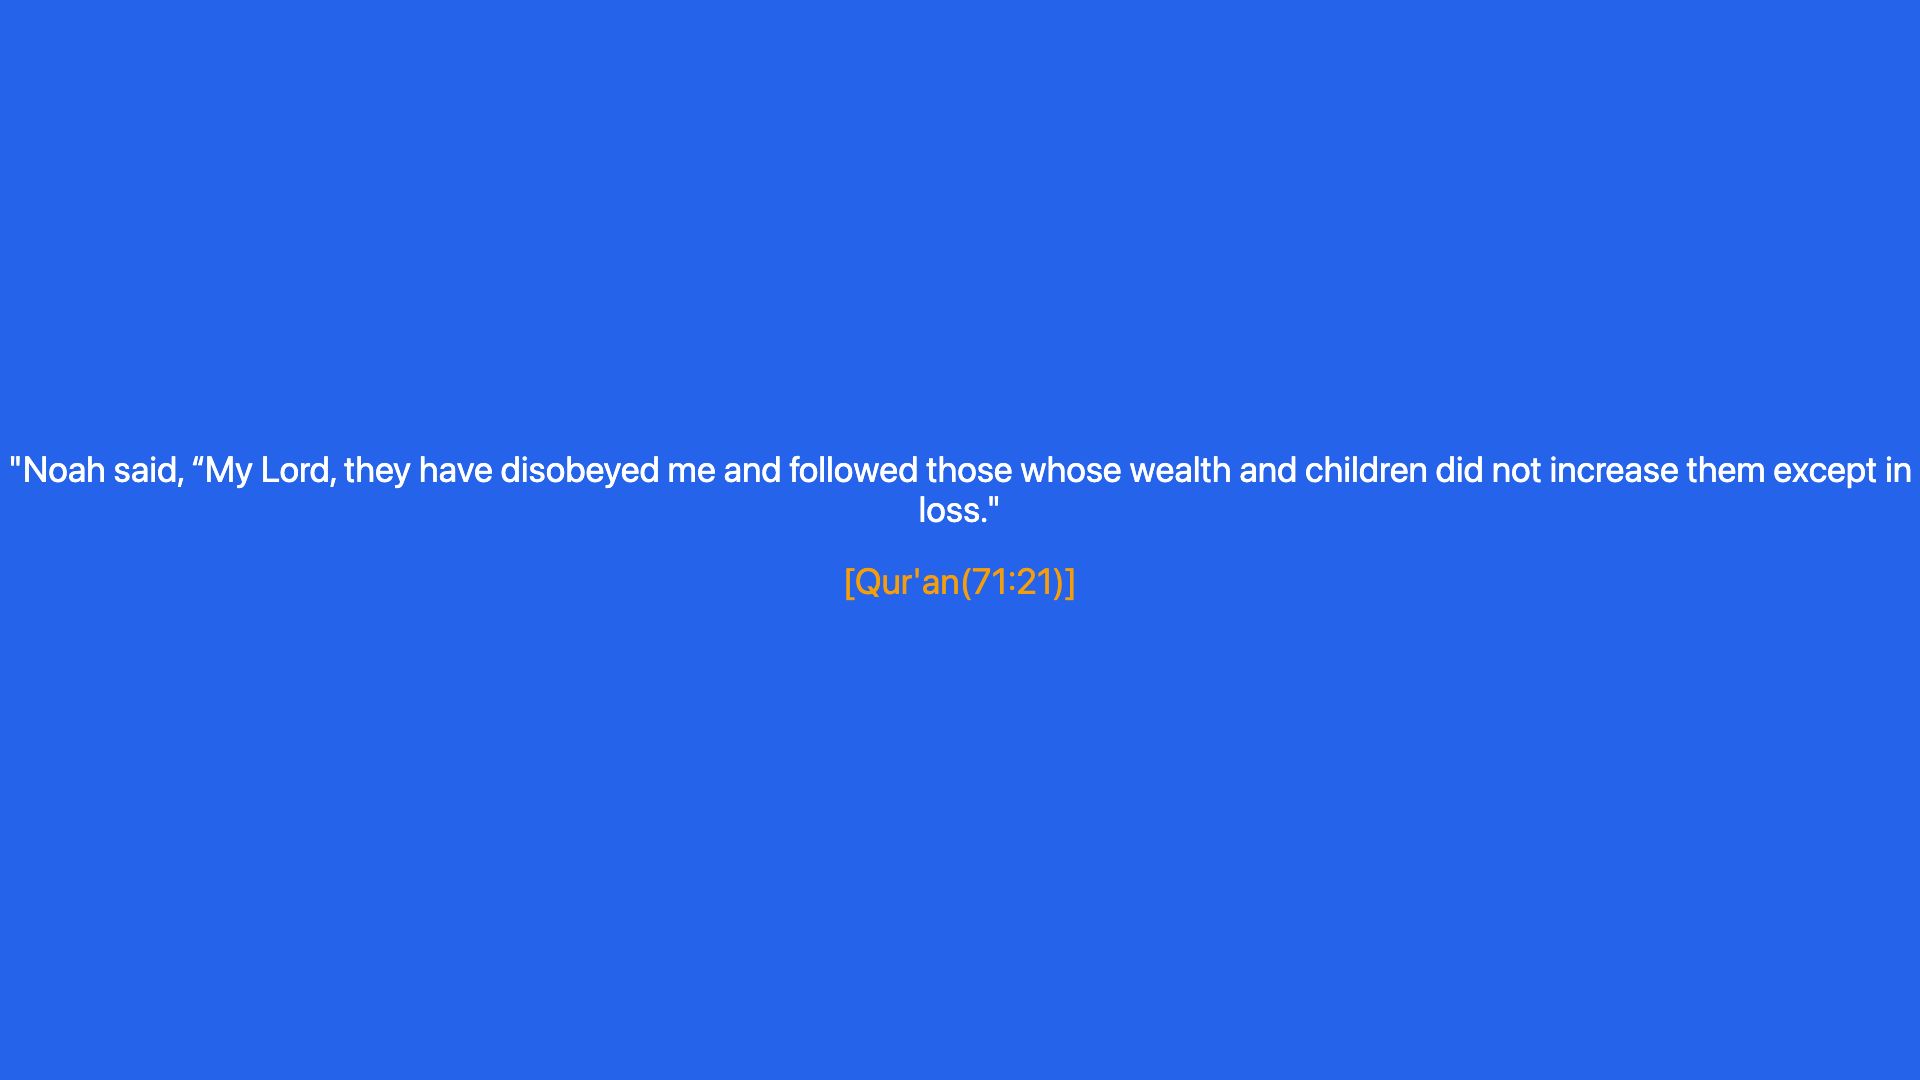 "Noah said, “My Lord, they have disobeyed me and followed those whose wealth and children did not increase them except in
loss."
[Qur'an(71:21)]